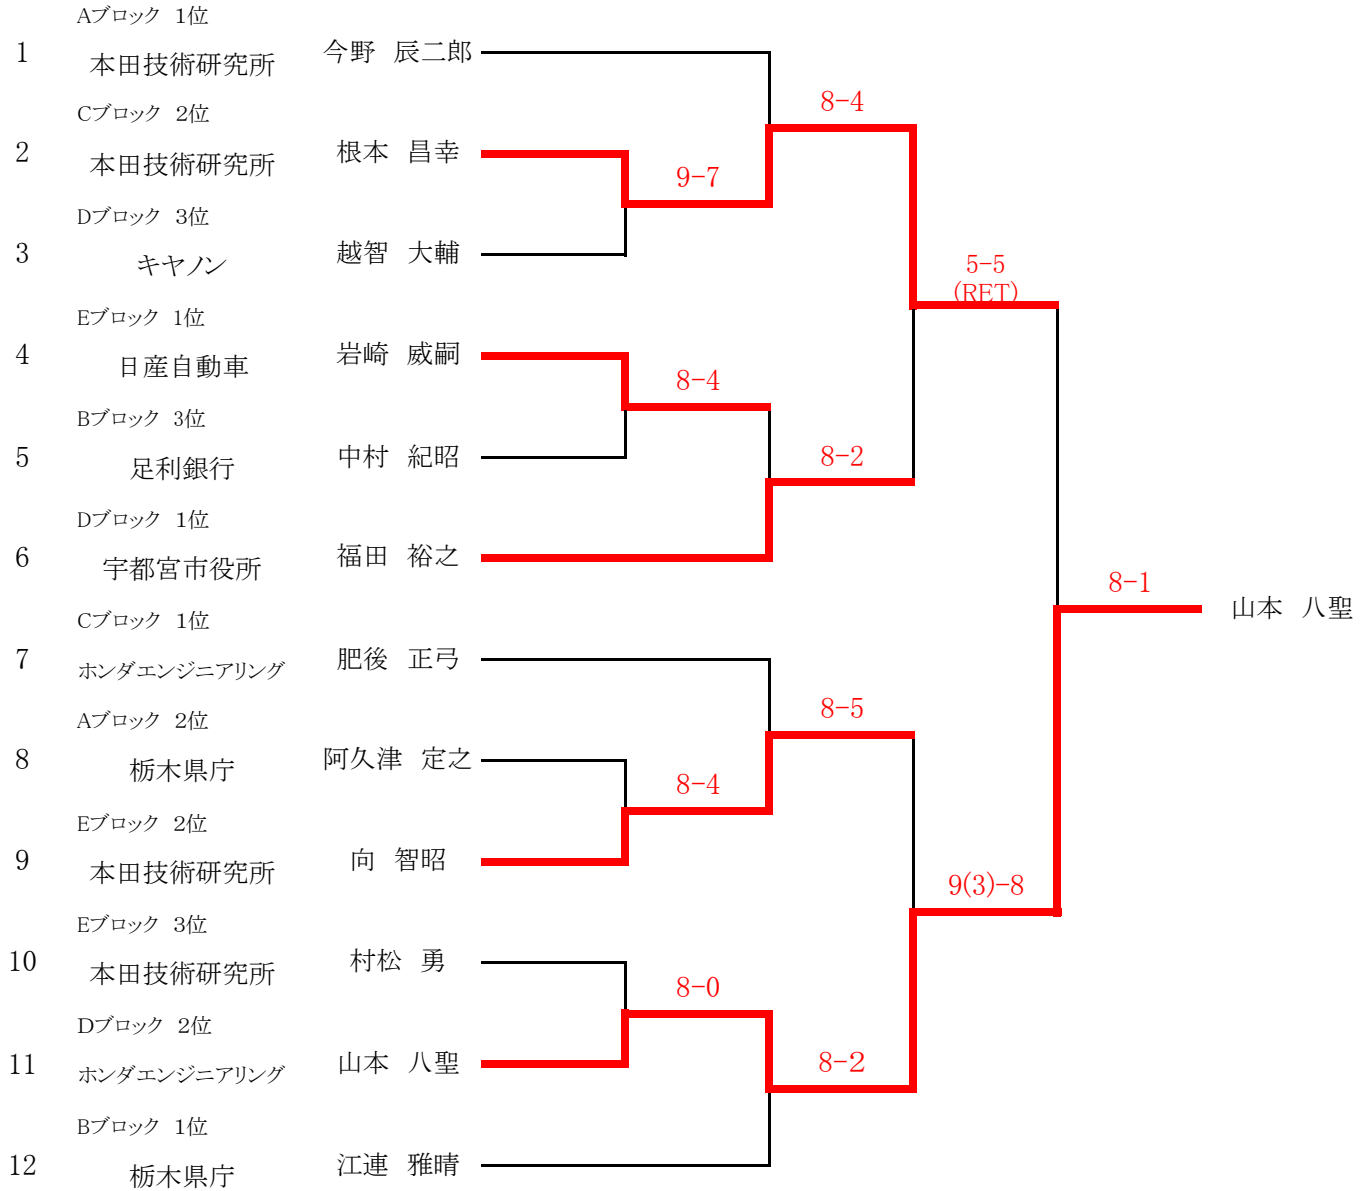 Aブロック 1位
1 本田技術研究所 今野 辰二郎
8-4
Cブロック 2位
2 本田技術研究所 根本 昌幸
9-7
Dブロック 3位
3 キヤノン 越智 大輔
5-5
(RET)
Eブロック 1位
4 日産自動車 岩崎 威嗣
8-4
Bブロック 3位
5 足利銀行 中村 紀昭
8-2
Dブロック 1位
6 宇都宮市役所 福田 裕之
8-1
山本 八聖
Cブロック 1位
7 ホンダエンジニアリング 肥後 正弓
8-5
Aブロック 2位
8 栃木県庁 阿久津 定之
8-4
Eブロック 2位
9 本田技術研究所 向 智昭
9(3)-8
Eブロック 3位
10 本田技術研究所 村松 勇
8-0
Dブロック 2位
11 ホンダエンジニアリング 山本 八聖
8-2
Bブロック 1位
12 栃木県庁 江連 雅晴